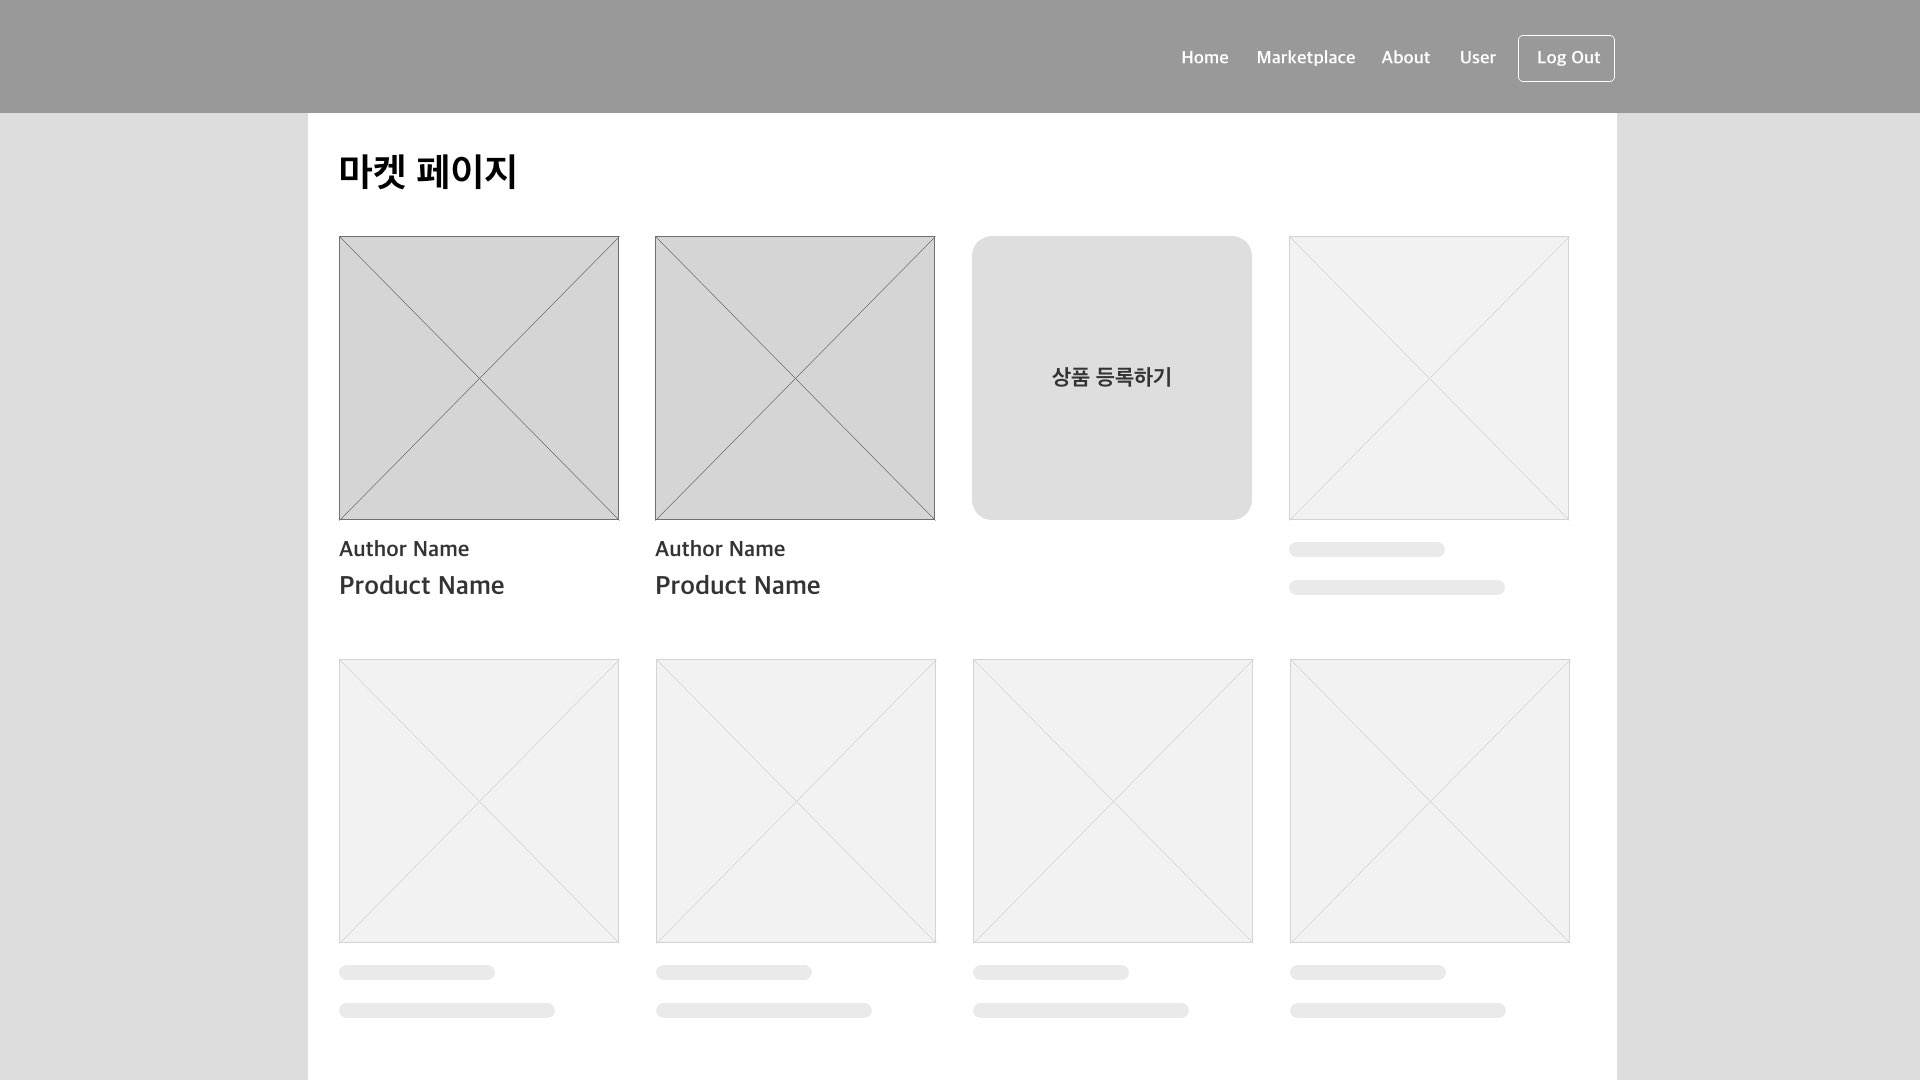 Home Marketplace About User Log Out
마켓 페이지
상품 등록하기
Author Name Author Name
Product Name Product Name